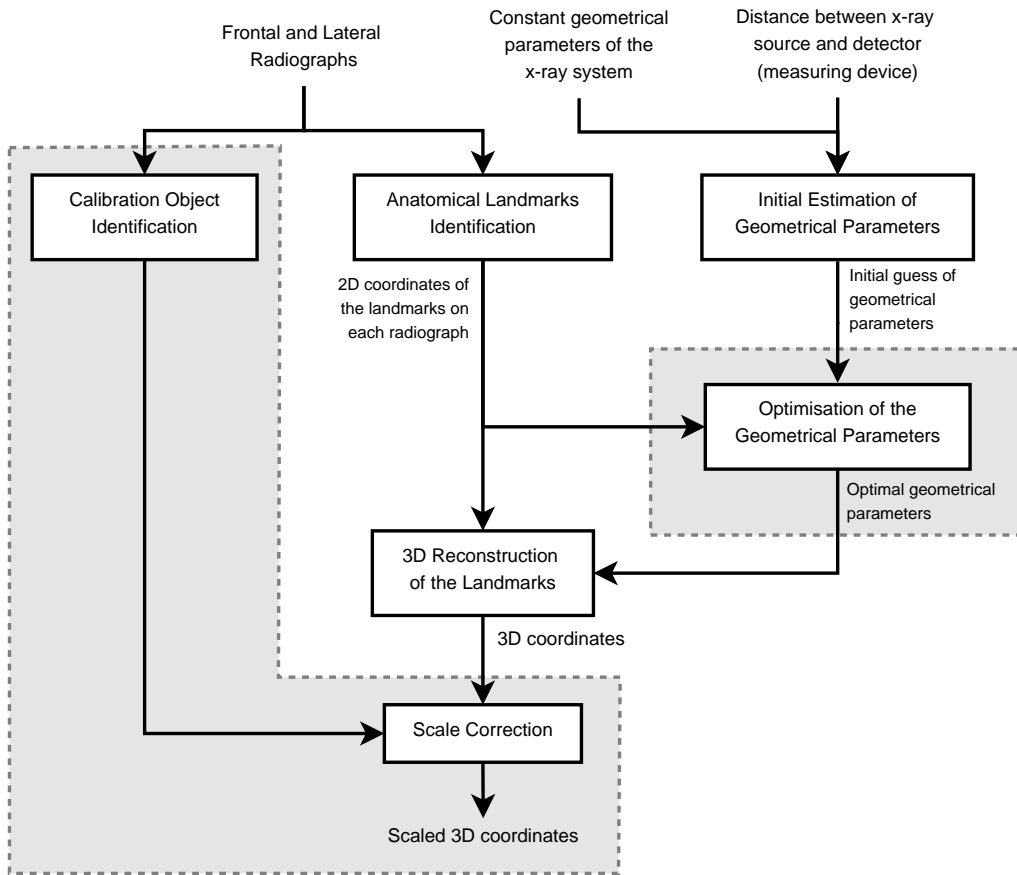 Frontal and Lateral
Radiographs
Constant geometrical
parameters of the
x-ray system
Distance between x-ray
source and detector
(measuring device)
Calibration Object
Identification
Anatomical Landmarks
Identification
Initial Estimation of
Geometrical Parameters
2D coordinates of
the landmarks on
each radiograph
Initial guess of
geometrical
parameters
Optimisation of the
Geometrical Parameters
Optimal geometrical
parameters
3D Reconstruction
of the Landmarks
3D coordinates
Scale Correction
Scaled 3D coordinates